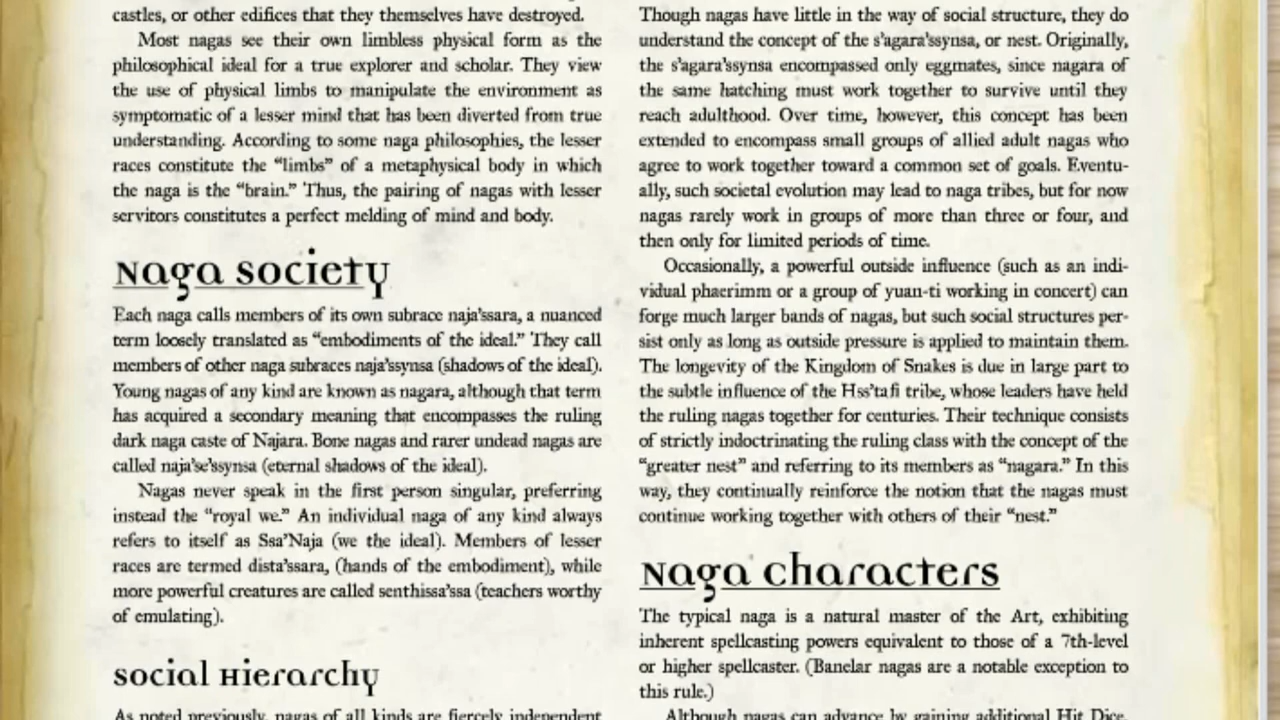 castles, or other edifices that they themselves have destroyed.
Most nagas see their own limbless physical form as the
philosophical ideal for a true explorer and scholar. They view
the use of physical limbs to manipulate the environment as
symptomatic of a lesser mind that has been diverted from true
understanding. According to some naga philosophies, the lesser
races constitute the “limbs” of a metaphysical body in which
the naga is the “brain.” Thus, the pairing of nagas with lesser
servitors constitutes a perfect melding of mind and body.
Naga Society
Each naga calls members of its own subrace naja’ssara, a nuanced
term loosely translated as “embodiments of the ideal.” They call
members of other naga subraces naja’ssynsa (shadows of the ideal).
Young nagas of any kind are known as nagara, although that term
has acquired a secondary meaning that encompasses the ruling
dark naga caste of Najara. Bone nagas and rarer undead nagas are
called naja’se’ssynsa (eternal shadows of the ideal).
Nagas never speak in the first person singular, preferring
instead the “royal we.” An individual naga of any kind always
refers to itself as Ssa’Naja (we the ideal). Members of lesser
races are termed dista’ssara, (hands of the embodiment), while
more powerful creatures are called senthissa’ssa (teachers worthy
of emulating).
Social Hierarchy
As noted previously, nagas of all kinds are fiercely independent
Though nagas have little in the way of social structure, they do
understand the concept of the s’agara’ssynsa, or nest. Originally,
the s’agara’ssynsa encompassed only eggmates, since nagara of
the same hatching must work together to survive until they
reach adulthood. Over time, however, this concept has been
extended to encompass small groups of allied adult nagas who
agree to work together toward a common set of goals. Eventu-
ally, such societal evolution may lead to naga tribes, but for now
nagas rarely work in groups of more than three or four, and
then only for limited periods of time.
Occasionally, a powerful outside influence (such as an indi-
vidual phaerimm or a group of yuan-ti working in concert) can
forge much larger bands of nagas, but such social structures per-
sist only as long as outside pressure is applied to maintain them.
The longevity of the Kingdom of Snakes is due in large part to
the subtle influence of the Hss’tafi tribe, whose leaders have held
the ruling nagas together for centuries. Their technique consists
of strictly indoctrinating the ruling class with the concept of the
“greater nest” and referring to its members as “nagara.” In this
way, they continually reinforce the notion that the nagas must
continue working together with others of their “nest.”
Naga Characters
The typical naga is a natural master of the Art, exhibiting
inherent spellcasting powers equivalent to those of a 7th-level
or higher spellcaster. (Banelar nagas are a notable exception to
this rule.)
Although nagas can advance by gaining additional Hit Dice,